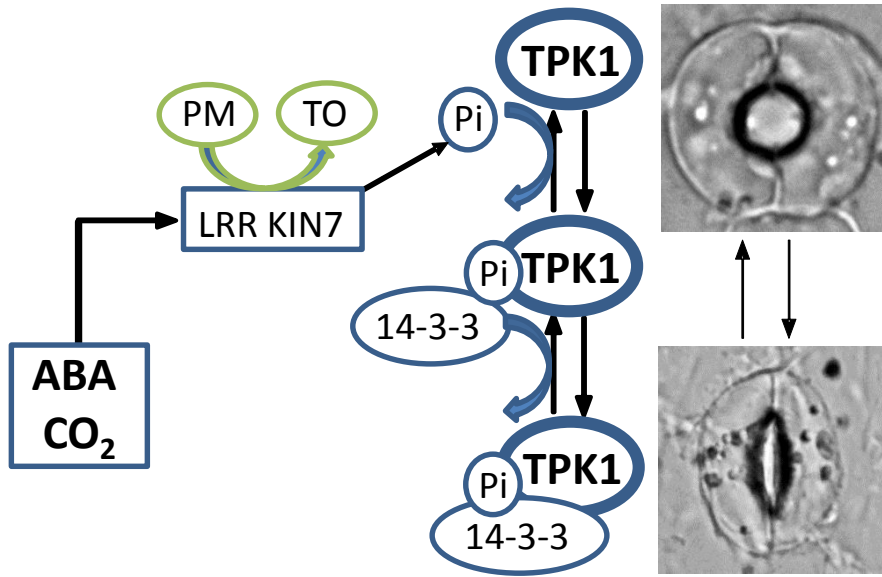 TPK1
PM
TO
Pi
LRR KIN7
Pi
TPK1
14-3-3
ABA
CO₂
TPK1
Pi
14-3-3